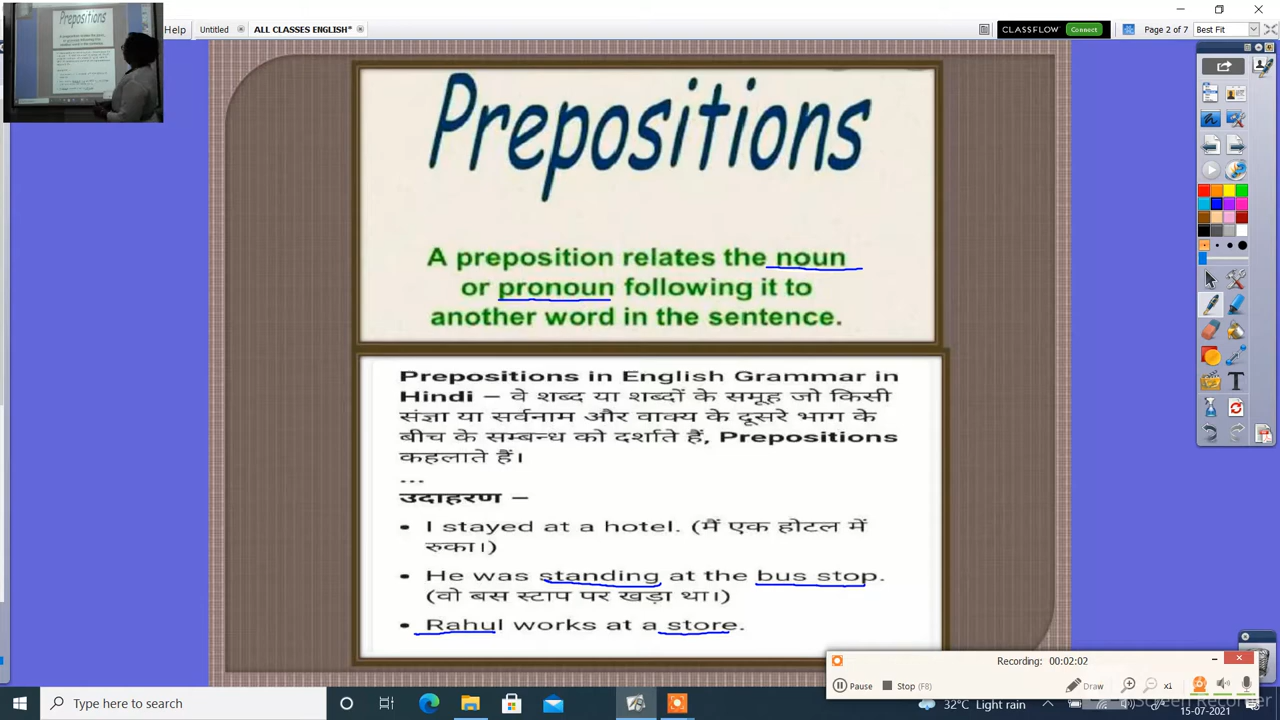 Help
Untitled
ALL CLASSES ENGLISH*
CLASSFLOW
Connect
Page 2 of 7
Best Fit
Prepositions
A preposition relates the noun
or pronoun following it to
another word in the sentence.
Prepositions in English Grammar in
Hindi – वे शब्द या शब्दों के समूह जो किसी
संज्ञा या सर्वनाम और वाक्य के दूसरे भाग के
बीच के सम्बन्ध को दर्शाते हैं, Prepositions
कहलाते हैं।
...
उदाहरण –
• I stayed at a hotel. (मैं एक होटल में
रुका।)
• He was standing at the bus stop.
(वो बस स्टाप पर खड़ा था।)
• Rahul works at a store.
Recording: 00:02:02
Pause
Stop (F8)
Draw
x1
Type here to search
32°C Light rain
15-07-2021